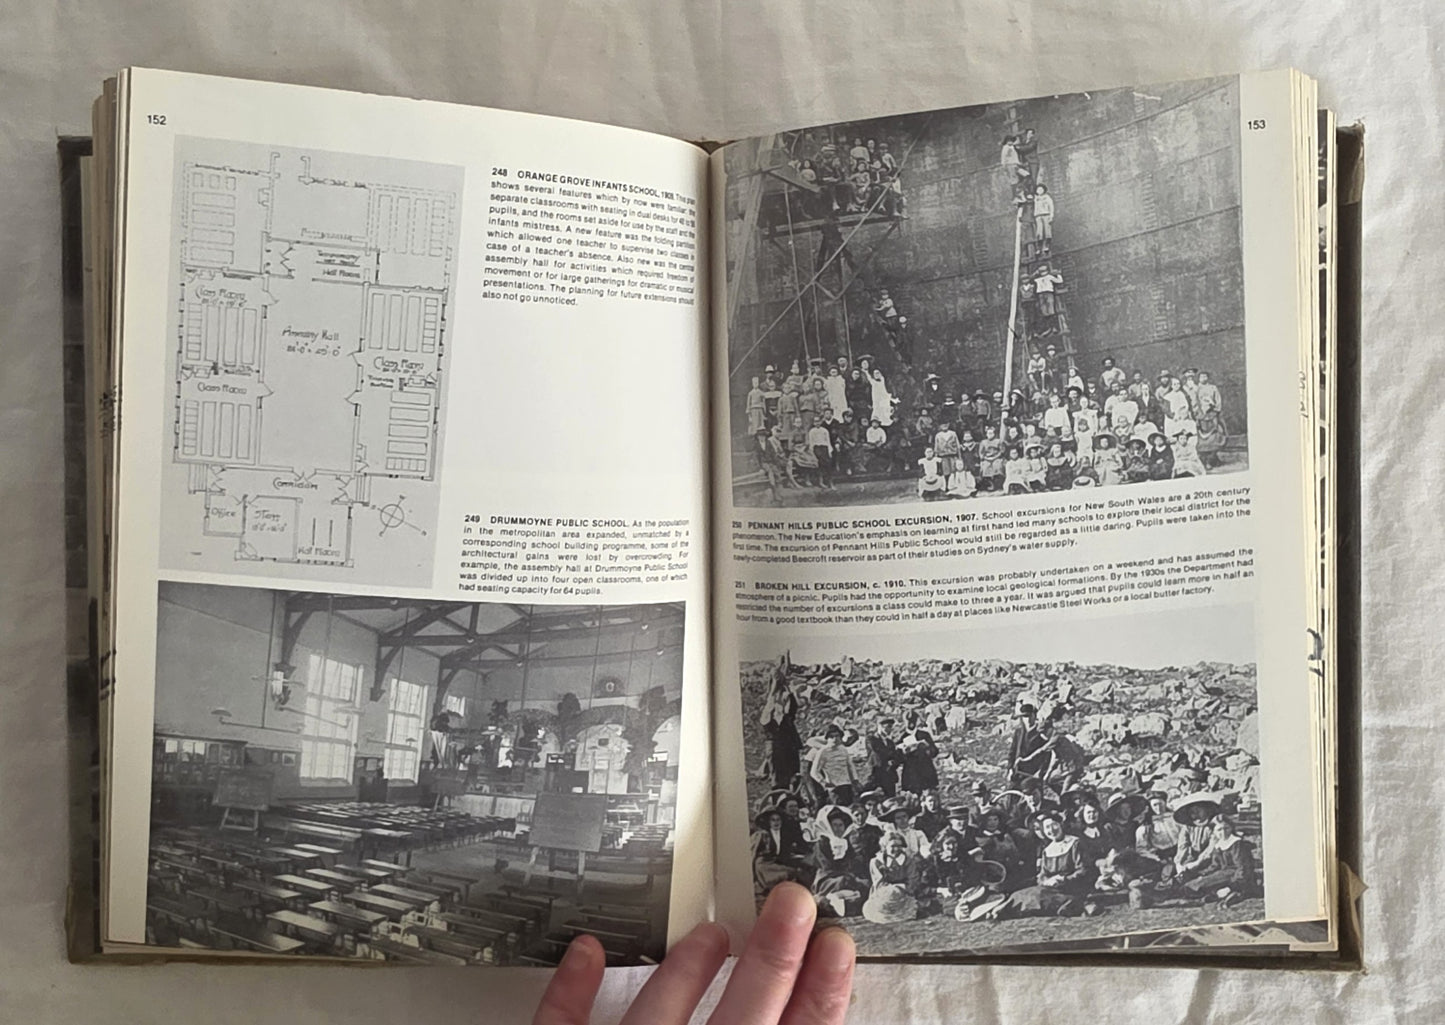 152
248 ORANGE GROVE INFANTS SCHOOL, 1908. This plan
shows several features which by now were familiar: the
separate classrooms with seating in dual desks for 48 to
pupils, and the rooms set aside for use by the staff and the
infants mistress. A new feature was the folding partitions
which allowed one teacher to supervise two classes in
case of a teacher's absence. Also new was the central
assembly hall for activities which required freedom of
movement or for large gatherings for dramatic or musical
presentations. The planning for future extensions should
also not go unnoticed.
Hat Room
Class Room
Assembly Hall
Class Room
Class Room
Corridor
Office
Store
Hat Room
249 DRUMMOYNE PUBLIC SCHOOL. As the population
in the metropolitan area expanded, unmatched by a
corresponding school building programme, some of the
architectural gains were lost by overcrowding. For
example, the assembly hall at Drummoyne Public School
was divided up into four open classrooms, one of which
had seating capacity for 64 pupils.
153
250 PENNANT HILLS PUBLIC SCHOOL EXCURSION, 1907. School excursions for New South Wales are a 20th century
phenomenon. The New Education's emphasis on learning at first hand led many schools to explore their local district for the
first time. The excursion of Pennant Hills Public School would still be regarded as a little daring. Pupils were taken into the
newly-completed Beecroft reservoir as part of their studies on Sydney's water supply.
251 BROKEN HILL EXCURSION, c. 1910. This excursion was probably undertaken on a weekend and has assumed the
atmosphere of a picnic. Pupils had the opportunity to examine local geological formations. By the 1930s the Department had
restricted the number of excursions a class could make to three a year. It was argued that pupils could learn more in half an
hour from a good textbook than they could in half a day at places like Newcastle Steel Works or a local butter factory.